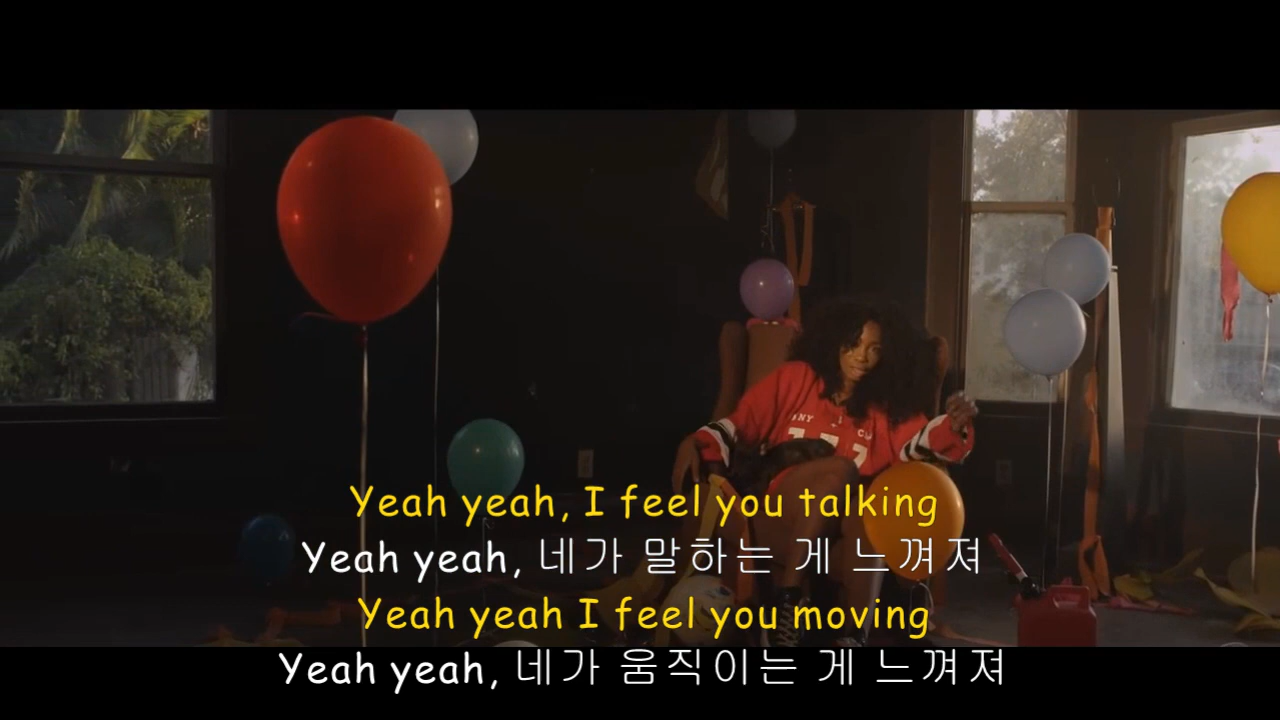 Yeah yeah, I feel you talking
Yeah yeah, 네가 말하는 게 느껴져
Yeah yeah I feel you moving
Yeah yeah, 네가 움직이는 게 느껴져